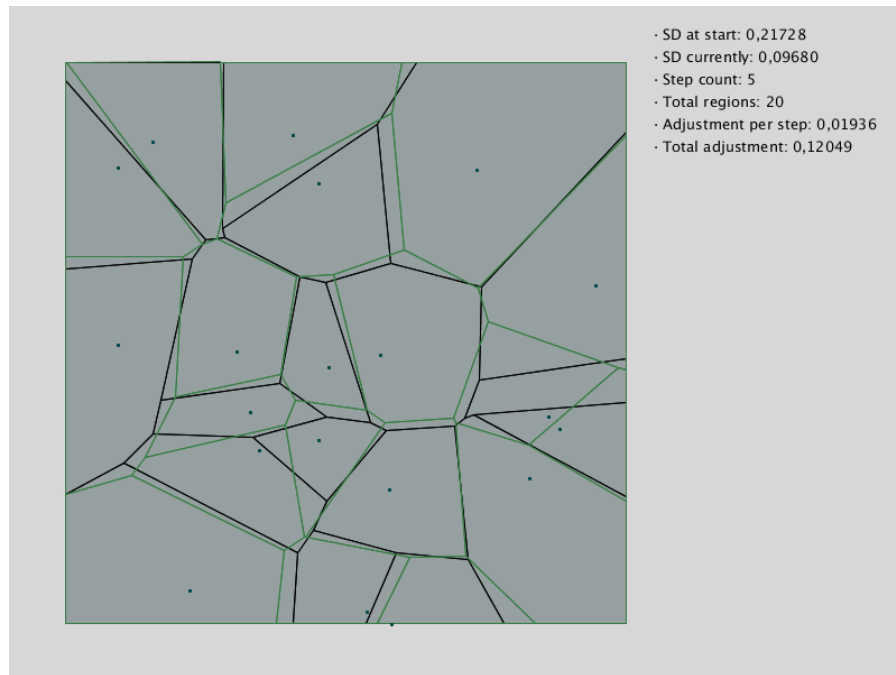 · SD at start: 0,21728
· SD currently: 0,09680
· Step count: 5
· Total regions: 20
· Adjustment per step: 0,01936
· Total adjustment: 0,12049